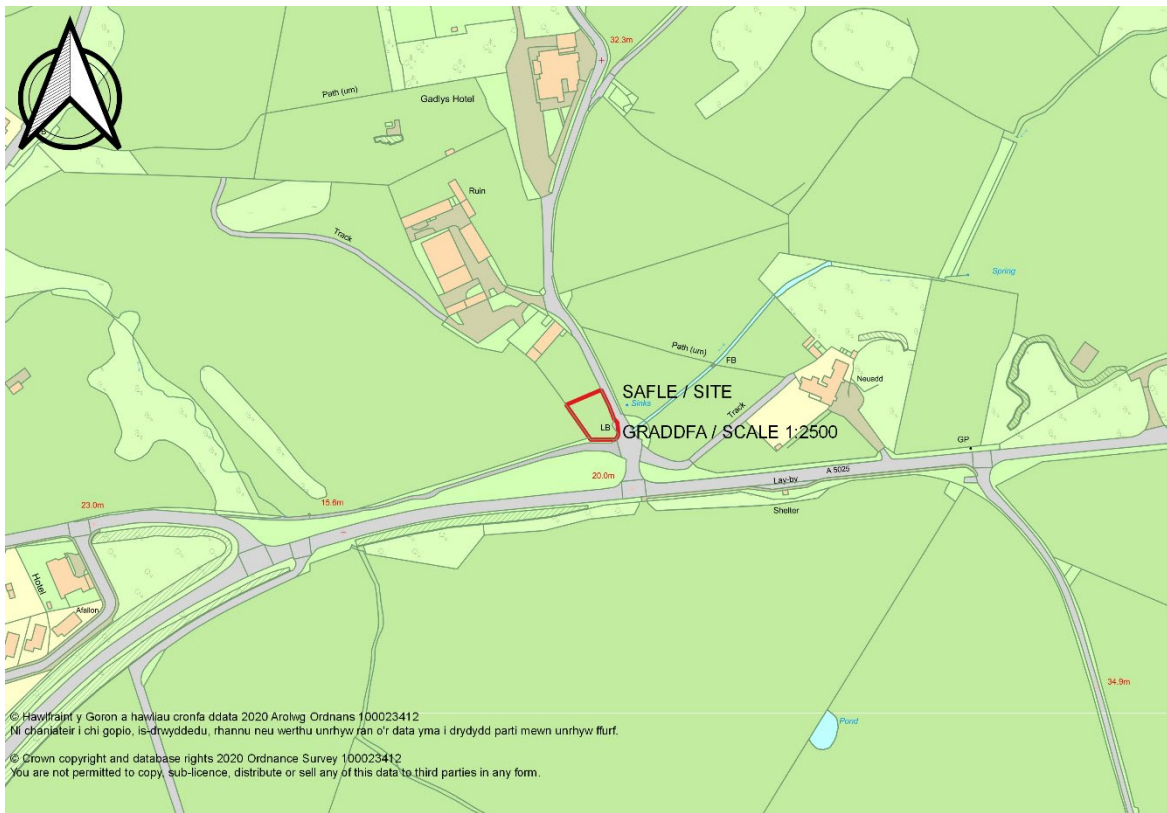 32.3m
Path (um)
Gadlys Hotel
Ruin
Track
Spring
Path (um)
FB
Neuadd
SAFLE / SITE
Sinks
Track
LB
GRADDFA / SCALE 1:2500
GP
A 5025
20.0m
Lay-by
Shelter
23.0m
15.6m
Hotel
Afallon
34.9m
Pond
© Hawlfraint y Goron a hawliau cronfa ddata 2020 Arolwg Ordnans 100023412
Ni chaniateir i chi gopio, is-drwyddedu, rhannu neu werthu unrhyw ran o'r data yma i drydydd parti mewn unrhyw ffurf.
© Crown copyright and database rights 2020 Ordnance Survey 100023412
You are not permitted to copy, sub-licence, distribute or sell any of this data to third parties in any form.